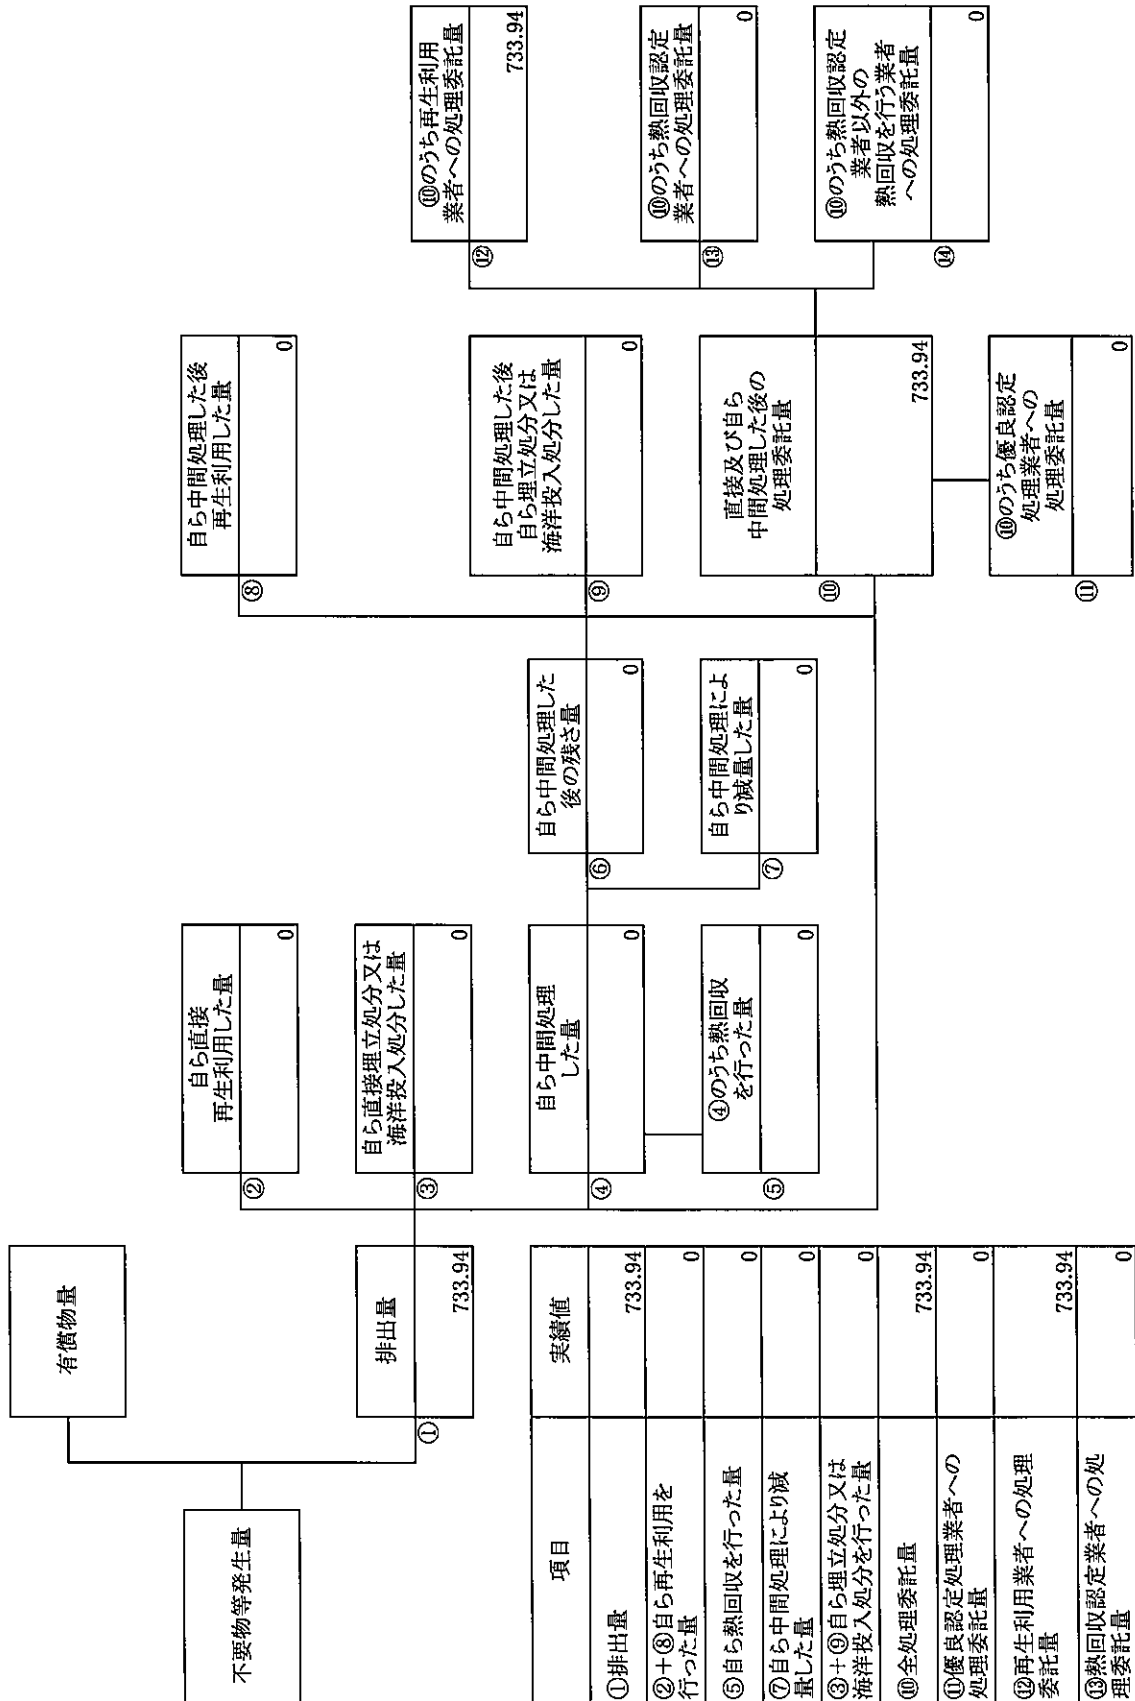 不要物等発生量
有償物量
排出量
①
733.94
自ら直接
再生利用した量
②
0
自ら直接埋立処分又は
海洋投入処分した量
③
0
自ら中間処理
した量
④
0
④のうち熱回収
を行った量
⑤
0
自ら中間処理した
後の残さ量
⑥
0
自ら中間処理によ
り減量した量
⑦
0
自ら中間処理した後
再生利用した量
⑧
0
自ら中間処理した後
自ら埋立処分又は
海洋投入処分した量
⑨
0
直接及び自ら
中間処理した後の
処理委託量
⑩
733.94
⑩のうち優良認定
処理業者への
処理委託量
⑪
0
⑩のうち再生利用
業者への処理委託量
⑫
733.94
⑩のうち熱回収認定
業者への処理委託量
⑬
0
⑩のうち熱回収認定
業者以外の
熱回収を行う業者
への処理委託量
⑭
0
項目 実績値
①排出量 733.94
②+⑧自ら再生利用を
行った量 0
⑤自ら熱回収を行った量 0
⑦自ら中間処理により減
量した量 0
③+⑨自ら埋立処分又は
海洋投入処分を行った量 0
⑩全処理委託量 733.94
⑪優良認定処理業者への
処理委託量 0
⑫再生利用業者への処理
委託量 733.94
⑬熱回収認定業者への処
理委託量 0